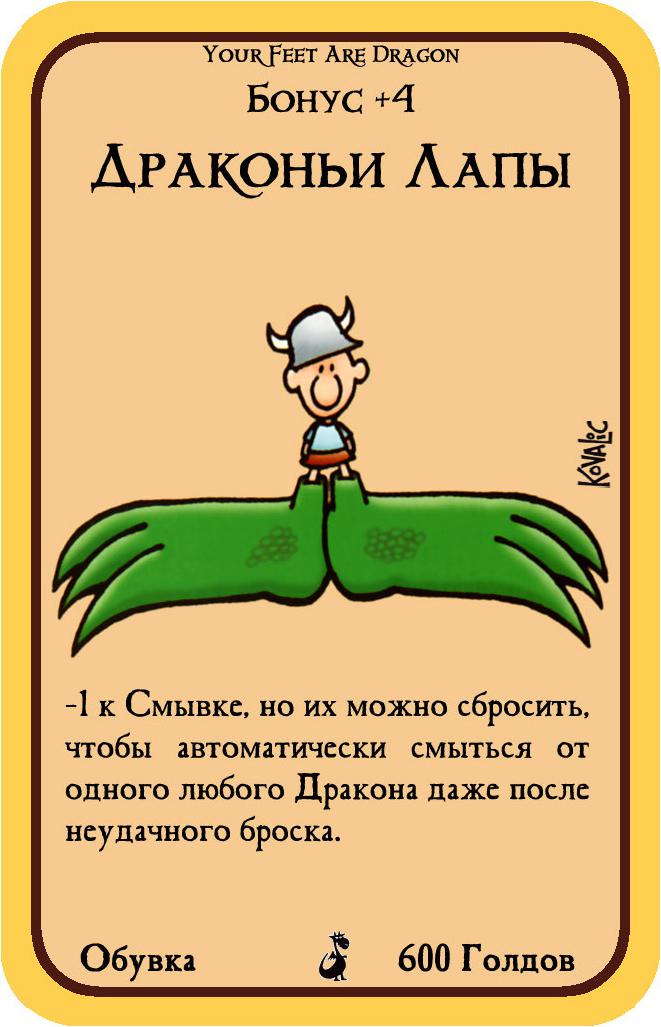 Your Feet Are Dragon
Бонус +4
Драконьи Лапы
Kovalic
-1 к Смывке, но их можно сбросить,
чтобы автоматически смыться от
одного любого Дракона даже после
неудачного броска.
Обувка 600 Голдов